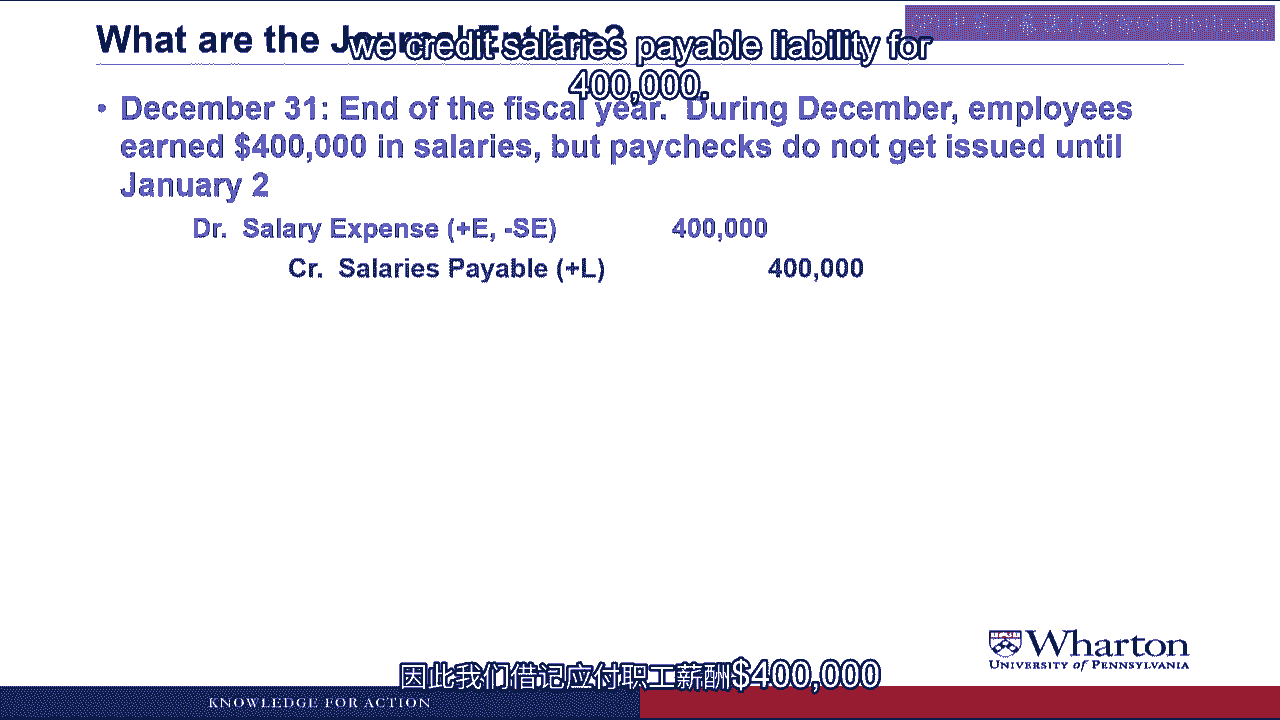 What are the Journal Entries?
we credit salaries payable liability for
400,000.
• December 31: End of the fiscal year. During December, employees
earned $400,000 in salaries, but paychecks do not get issued until
January 2
Dr. Salary Expense (+E, -SE) 400,000
Cr. Salaries Payable (+L) 400,000
Wharton
UNIVERSITY of PENNSYLVANIA
因此我们借记应付职工薪酬$400,000
KNOWLEDGE FOR ACTION